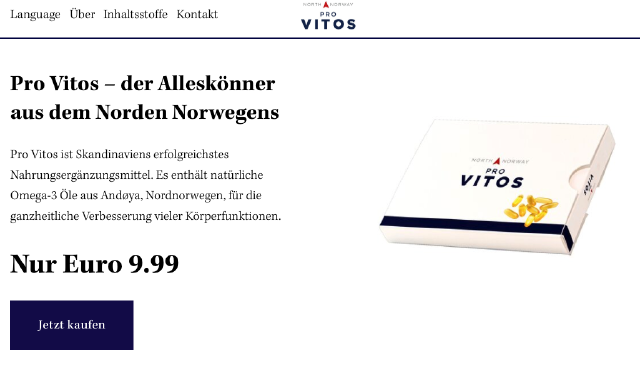 Language Über Inhaltsstoffe Kontakt
NORTH NORWAY
PRO
VITOS
Pro Vitos – der Alleskönner
aus dem Norden Norwegens
Pro Vitos ist Skandinaviens erfolgreichstes
Nahrungsergänzungsmittel. Es enthält natürliche
Omega-3 Öle aus Andøya, Nordnorwegen, für die
ganzheitliche Verbesserung vieler Körperfunktionen.
Nur Euro 9.99
Jetzt kaufen
NORTH NORWAY
PRO
VITOS